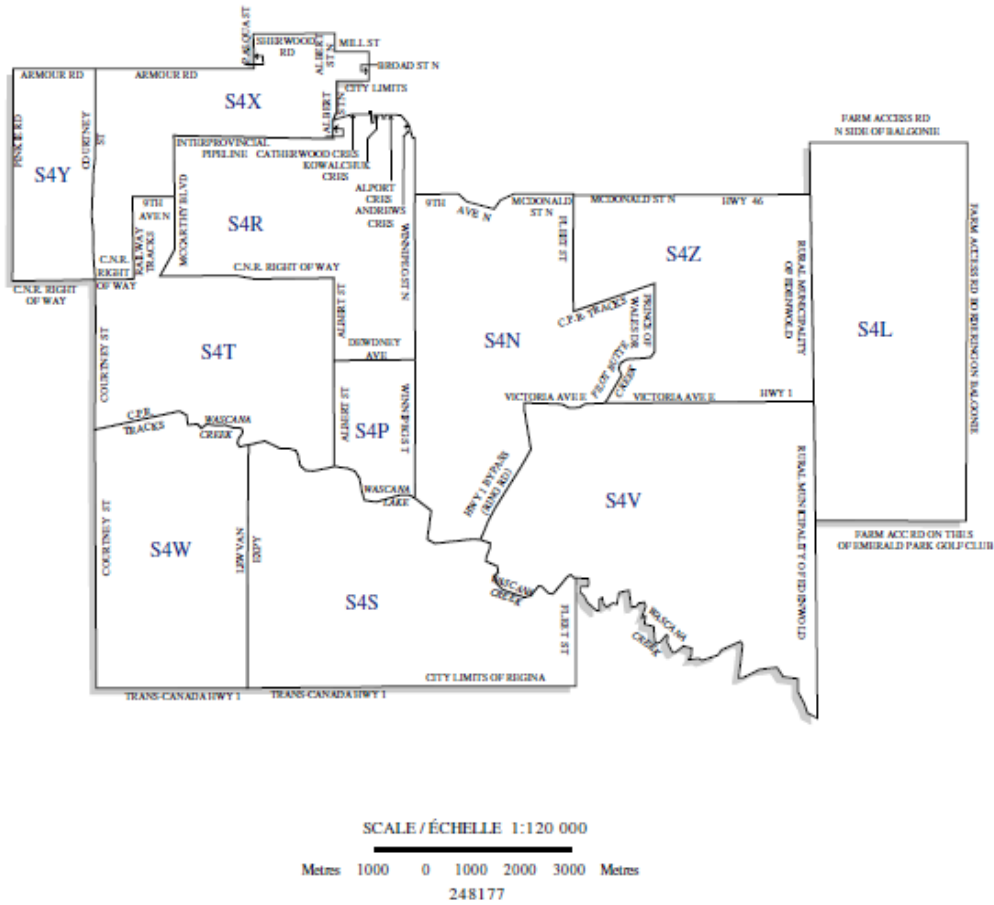 PASQUA ST
SHERWOOD
RD
ALBERT
ST N
MILL ST
BROAD ST N
CITY LIMITS
ARMOUR RD
ARMOUR RD
S4X
ALBERT
ST N
PINKIE RD
COURTNEY
ST
S4Y
INTERPROVINCIAL
PIPELINE
CATHERWOOD CRES
KOWALCHUK
CRES
ALPORT
CRES
ANDREWS
CRES
FARM ACCESS RD
N SIDE OF BALGONIE
9TH
AVE N
MCCARTHY BLVD
S4R
WINNIPEG ST N
9TH
AVE N
MCDONALD
ST N
MCDONALD ST N
HWY 46
FLEET ST
S4Z
RURAL MUNICIPALITY
OF EDENWOLD
FARM ACCESS RD BORDERING ON BALGONIE
S4L
C.N.R.
RIGHT
OF WAY
RAILWAY
TRACKS
C.N.R. RIGHT OF WAY
C.N.R. RIGHT
OF WAY
ALBERT ST
C.P.R. TRACKS
PRINCE OF
WALES DR
COURTNEY ST
S4T
DEWDNEY
AVE
S4N
PILOT BUTTE
CREEK
VICTORIA AVE E
VICTORIA AVE E
HWY 1
C.P.R.
TRACKS
WASCANA
CREEK
ALBERT ST
S4P
WINNIPEG ST
WASCANA
LAKE
HWY 1 BYPASS
(RING RD)
S4V
RURAL MUNICIPALITY OF EDENWOLD
FARM ACC RD ON THE S
OF EMERALD PARK GOLF CLUB
COURTNEY ST
S4W
LEWVAN
EXPY
S4S
WASCANA
CREEK
FLEET ST
WASCANA
CREEK
CITY LIMITS OF REGINA
TRANS-CANADA HWY 1
TRANS-CANADA HWY 1
SCALE / ÉCHELLE 1:120 000
Metres 1000 0 1000 2000 3000 Metres
248177